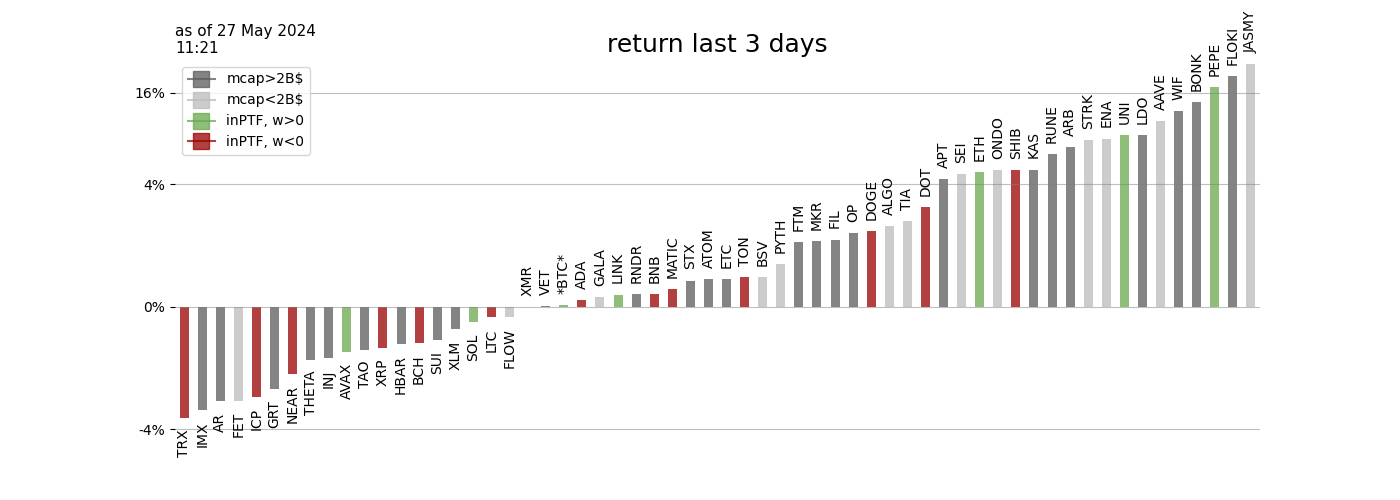 as of 27 May 2024
11:21
return last 3 days
mcap>2B$
mcap<2B$
inPTF, w>0
inPTF, w<0
16%
4%
0%
-4%
TRX
IMX
AR
FET
ICP
GRT
NEAR
THETA
INJ
AVAX
TAO
XRP
HBAR
BCH
SUI
XLM
SOL
LTC
FLOW
XMR
VET
*BTC*
ADA
GALA
LINK
RNDR
BNB
MATIC
STX
ATOM
ETC
TON
BSV
PYTH
FTM
MKR
FIL
OP
DOGE
ALGO
TIA
DOT
APT
SEI
ETH
ONDO
SHIB
KAS
RUNE
ARB
STRK
ENA
UNI
LDO
AAVE
WIF
BONK
PEPE
FLOKI
JASMY